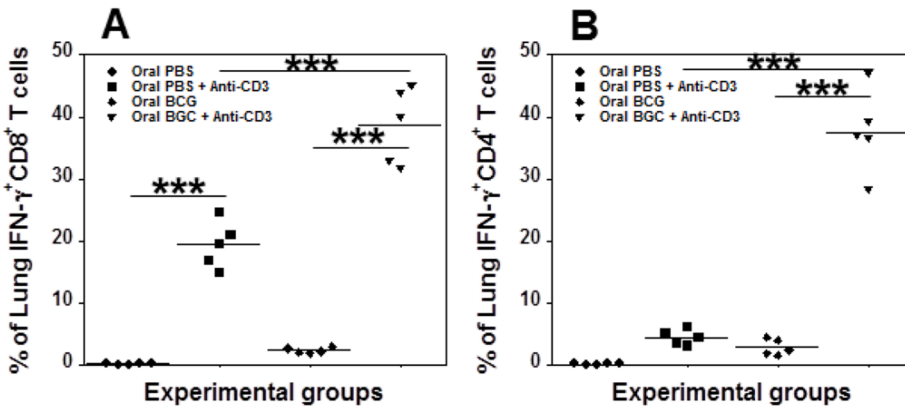 A
% of Lung IFN-γ+CD8+ T cells
50
40
30
20
10
0
Oral PBS
Oral PBS + Anti-CD3
Oral BCG
Oral BGC + Anti-CD3
***
***
***
Experimental groups
B
% of Lung IFN-γ+CD4+ T cells
50
40
30
20
10
0
Oral PBS
Oral PBS + Anti-CD3
Oral BCG
Oral BGC + Anti-CD3
***
***
Experimental groups